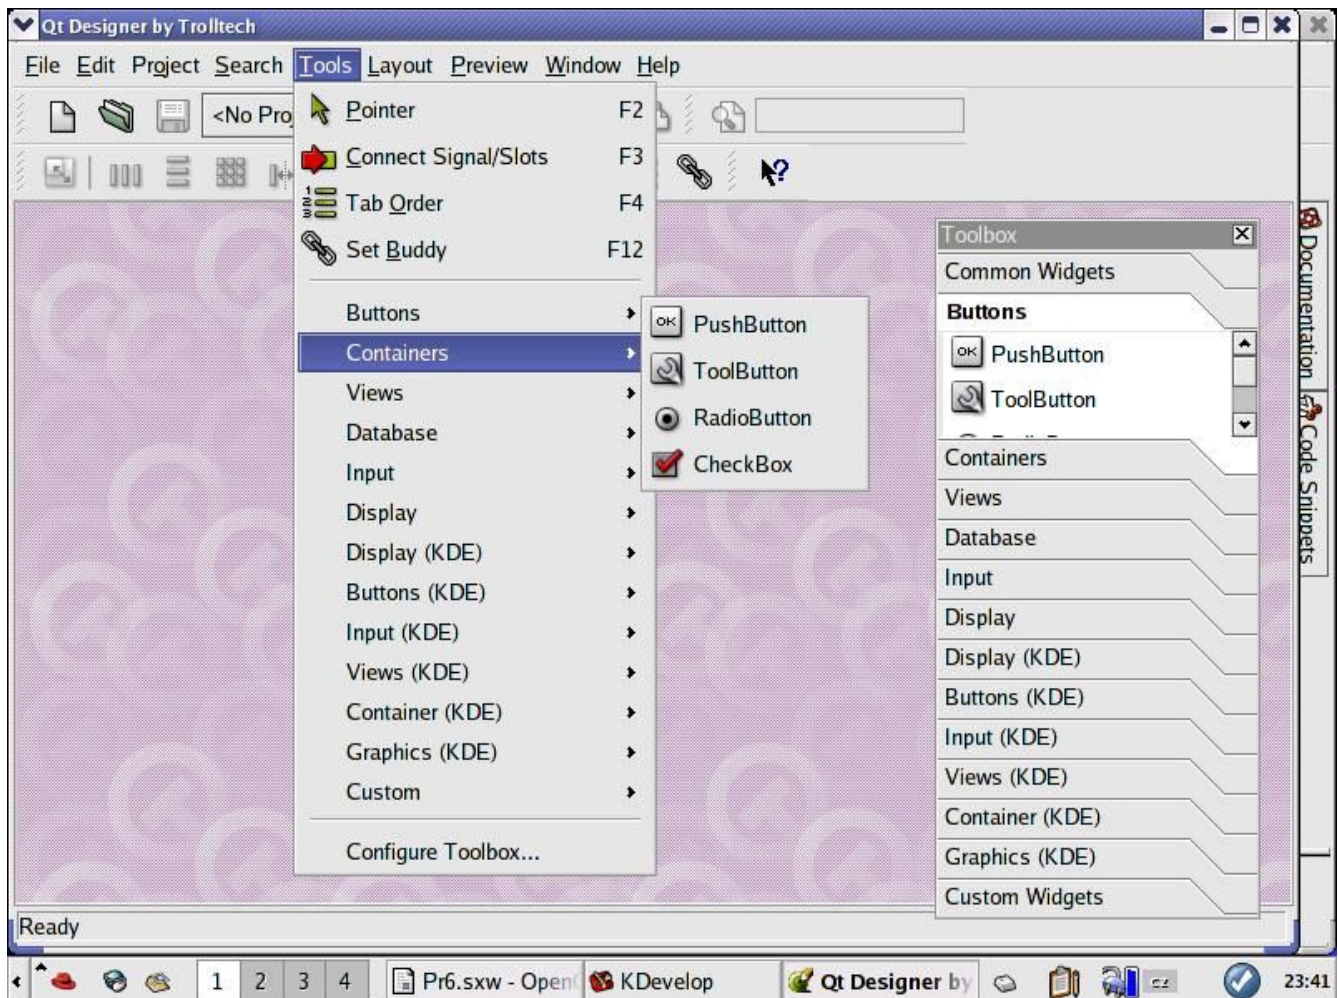 Qt Designer by Trolltech
File Edit Project Search Tools Layout Preview Window Help
<No Pro
Pointer F2
Connect Signal/Slots F3
Tab Order F4
Set Buddy F12
Buttons
Containers
Views
Database
Input
Display
Display (KDE)
Buttons (KDE)
Input (KDE)
Views (KDE)
Container (KDE)
Graphics (KDE)
Custom
Configure Toolbox...
OK PushButton
ToolButton
RadioButton
CheckBox
Toolbox
Common Widgets
Buttons
OK PushButton
ToolButton
Containers
Views
Database
Input
Display
Display (KDE)
Buttons (KDE)
Input (KDE)
Views (KDE)
Container (KDE)
Graphics (KDE)
Custom Widgets
Documentation
Code Snippets
Ready
1 2 3 4 Pr6.sxw - Open KDevelop Qt Designer by 23:41